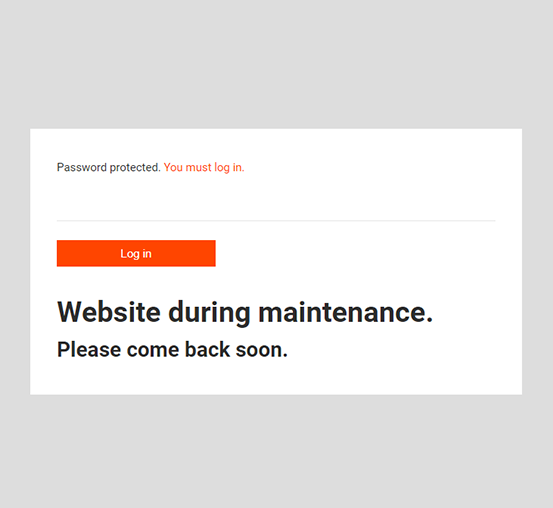 Password protected. You must log in.
Log in
Website during maintenance.
Please come back soon.